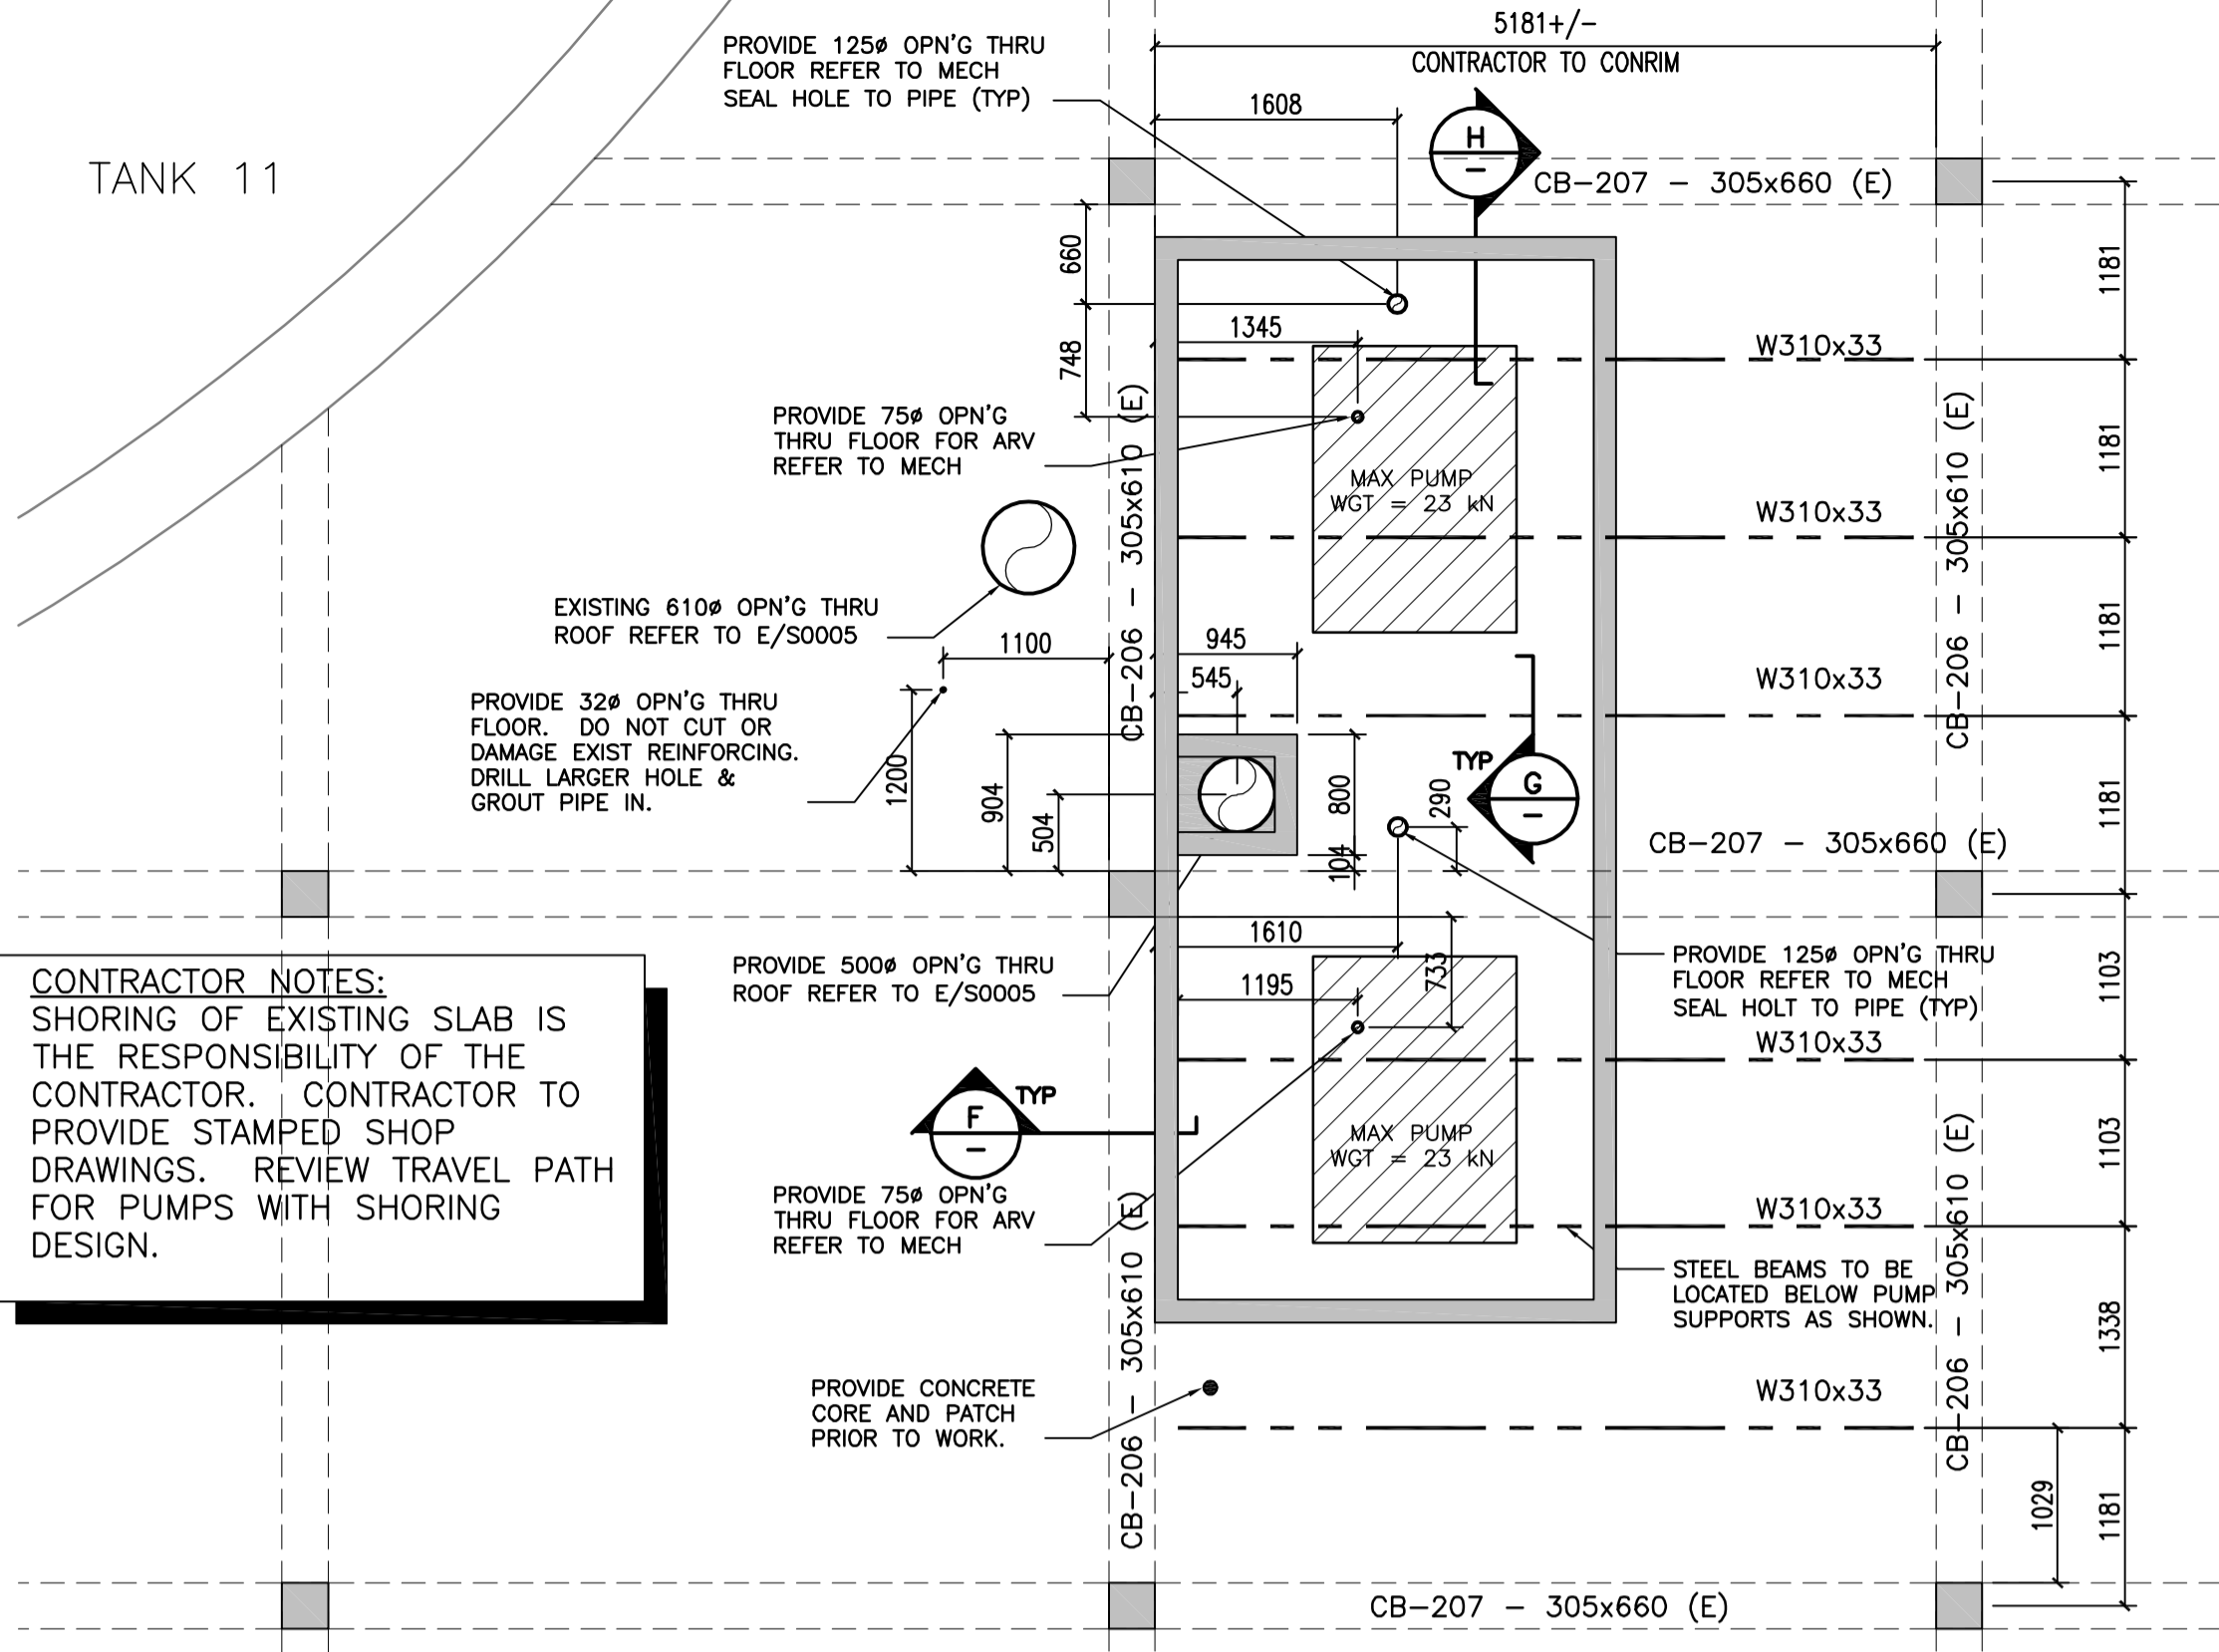 5181+/-
CONTRACTOR TO CONRIM
PROVIDE 125ø OPN'G THRU
FLOOR REFER TO MECH
SEAL HOLE TO PIPE (TYP)
1608
H
–
TANK 11
CB-207 - 305x660 (E)
660
748
1345
1181
1181
1181
1181
1103
1103
1338
1181
1029
W310x33
W310x33
W310x33
W310x33
W310x33
W310x33
CB-206 - 305x610 (E)
CB-206 - 305x610 (E)
PROVIDE 75ø OPN'G
THRU FLOOR FOR ARV
REFER TO MECH
MAX PUMP
WGT = 23 kN
EXISTING 610ø OPN'G THRU
ROOF REFER TO E/S0005
1100
945
545
PROVIDE 32ø OPN'G THRU
FLOOR. DO NOT CUT OR
DAMAGE EXIST REINFORCING.
DRILL LARGER HOLE &
GROUT PIPE IN.
1200
904
504
800
104
290
TYP
G
–
CB-207 - 305x660 (E)
1610
733
1195
PROVIDE 500ø OPN'G THRU
ROOF REFER TO E/S0005
PROVIDE 125ø OPN'G THRU
FLOOR REFER TO MECH
SEAL HOLT TO PIPE (TYP)
CONTRACTOR NOTES:
SHORING OF EXISTING SLAB IS
THE RESPONSIBILITY OF THE
CONTRACTOR. CONTRACTOR TO
PROVIDE STAMPED SHOP
DRAWINGS. REVIEW TRAVEL PATH
FOR PUMPS WITH SHORING
DESIGN.
F
–
TYP
MAX PUMP
WGT = 23 kN
PROVIDE 75ø OPN'G
THRU FLOOR FOR ARV
REFER TO MECH
CB-206 - 305x610 (E)
CB-206 - 305x610 (E)
STEEL BEAMS TO BE
LOCATED BELOW PUMP
SUPPORTS AS SHOWN.
PROVIDE CONCRETE
CORE AND PATCH
PRIOR TO WORK.
CB-207 - 305x660 (E)